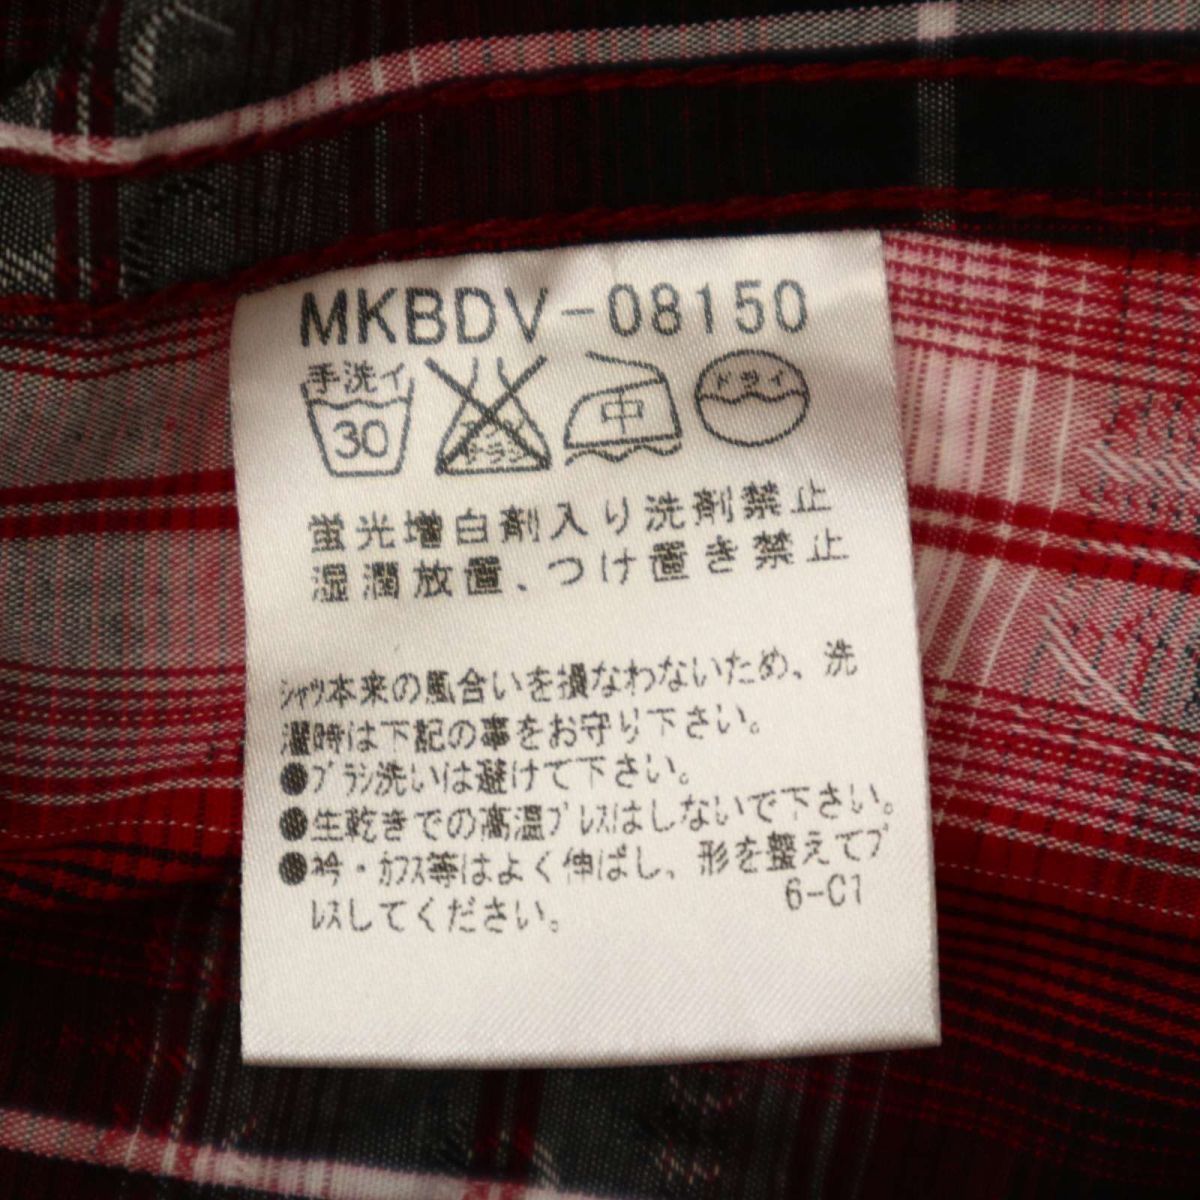 MKBDV-08150
手洗イ
30
中
ドライ
蛍光増白剤入り洗剤禁止
湿潤放置、つけ置き禁止
シャツ本来の風合いを損なわないため、洗
濯時は下記の事をお守り下さい。
●ブラシ洗いは避けて下さい。
●生乾きでの高温プレスはしないで下さい。
●衿・カフス等はよく伸ばし、形を整えてプ
レスしてください。
6-C1